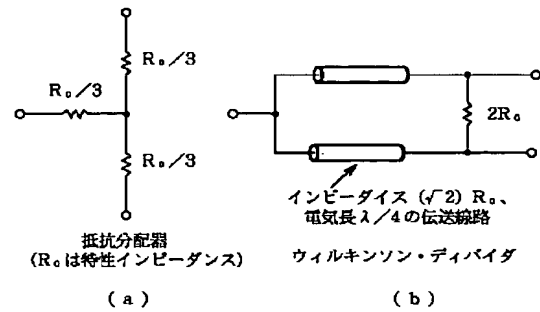 R₀/3
R₀/3
R₀/3
2R₀
インピーダイス (√2) R₀、
電気長λ/4の伝送線路
抵抗分配器
(R₀は特性インピーダンス)
ウィルキンソン・ディバイダ
(a)
(b)